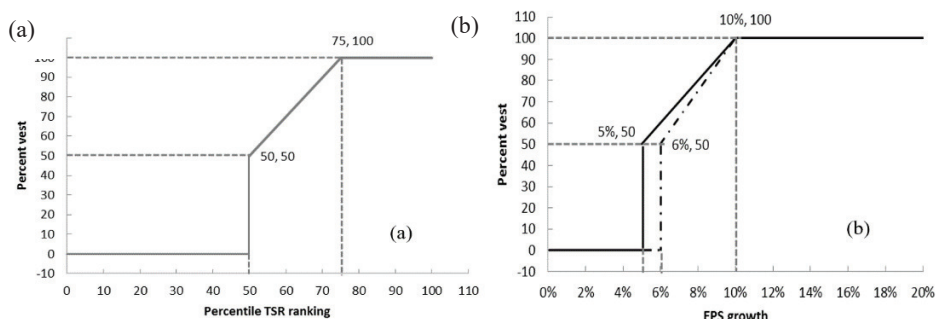 (a)
75, 100
100
90
80
70
60
50
40
30
20
10
0
-10
50, 50
(a)
0 10 20 30 40 50 60 70 80 90 100 110
Percent vest
Percentile TSR ranking
(b)
10%, 100
100
90
80
70
60
50
40
30
20
10
0
-10
5%, 50
6%, 50
(b)
0% 2% 4% 6% 8% 10% 12% 14% 16% 18% 20%
Percent vest
EPS growth